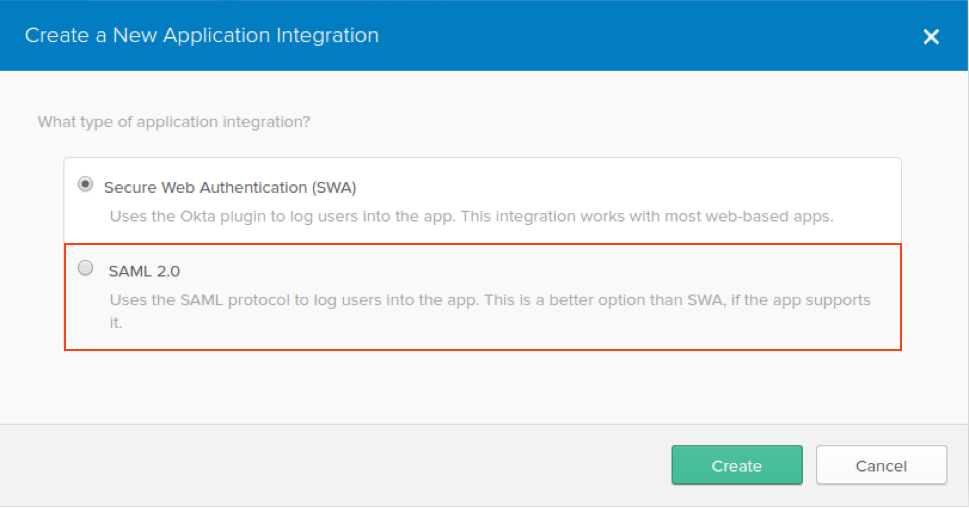 Create a New Application Integration
What type of application integration?
Secure Web Authentication (SWA)
Uses the Okta plugin to log users into the app. This integration works with most web-based apps.
SAML 2.0
Uses the SAML protocol to log users into the app. This is a better option than SWA, if the app supports
it.
Create
Cancel